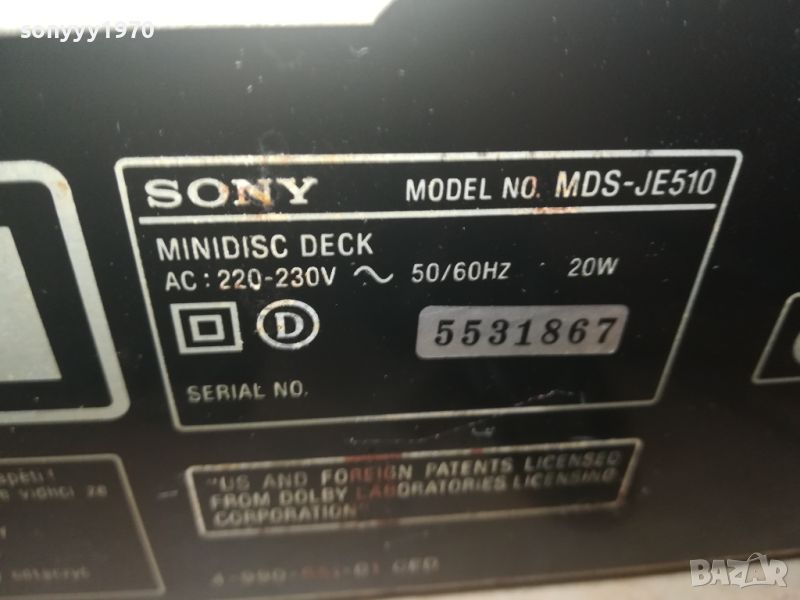 sonyyy1970
SONY MODEL NO. MDS-JE510
MINIDISC DECK
AC: 220-230V ~ 50/60HZ 20W
D 5531867
SERIAL NO.
"US AND FOREIGN PATENTS LICENSED
FROM DOLBY LABORATORIES LICENSING
CORPORATION"
BAZAR